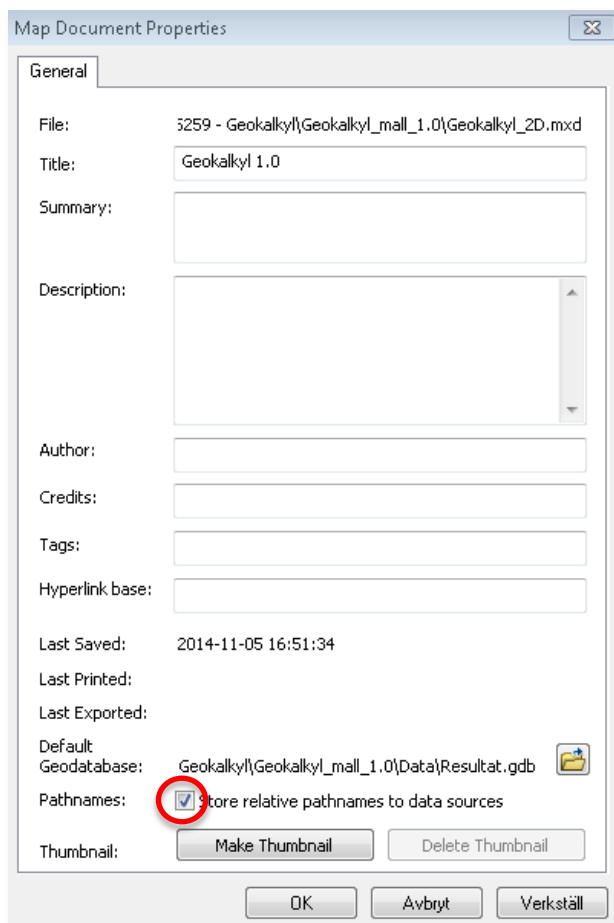 Map Document Properties
General
File: 5259 - Geokalkyl\Geokalkyl_mall_1.0\Geokalkyl_2D.mxd
Title: Geokalkyl 1.0
Summary:
Description:
Author:
Credits:
Tags:
Hyperlink base:
Last Saved: 2014-11-05 16:51:34
Last Printed:
Last Exported:
Default
Geodatabase: Geokalkyl\Geokalkyl_mall_1.0\Data\Resultat.gdb
Pathnames: Store relative pathnames to data sources
Thumbnail: Make Thumbnail Delete Thumbnail
OK Avbryt Verkställ